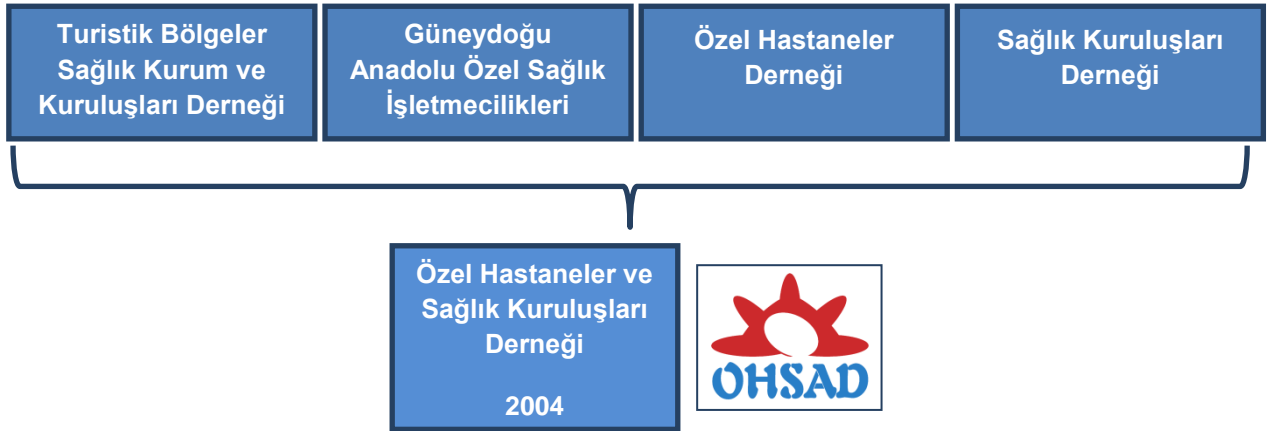 Turistik Bölgeler
Sağlık Kurum ve
Kuruluşları Derneği
Güneydoğu
Anadolu Özel Sağlık
İşletmecilikleri
Özel Hastaneler
Derneği
Sağlık Kuruluşları
Derneği
Özel Hastaneler ve
Sağlık Kuruluşları
Derneği
2004
OHSAD